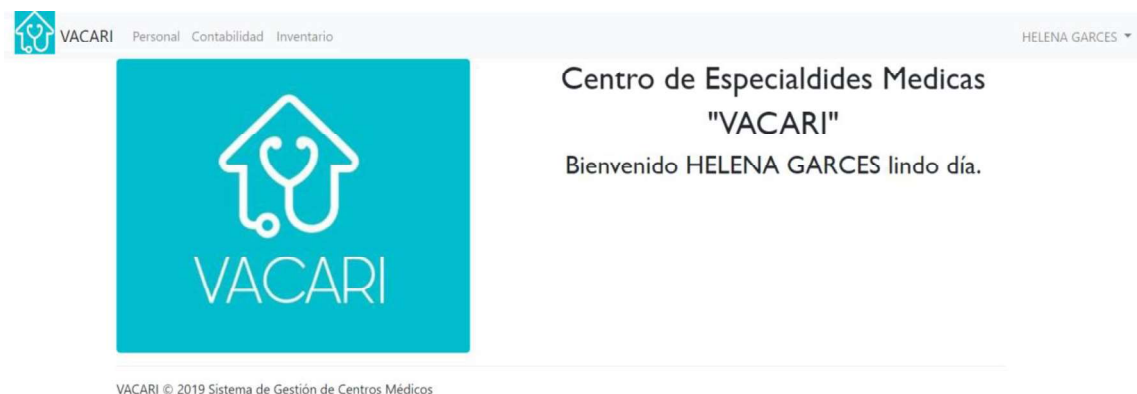 VACARI Personal Contabilidad Inventario HELENA GARCES
VACARI
Centro de Especialdides Medicas
"VACARI"
Bienvenido HELENA GARCES lindo día.
VACARI © 2019 Sistema de Gestión de Centros Médicos